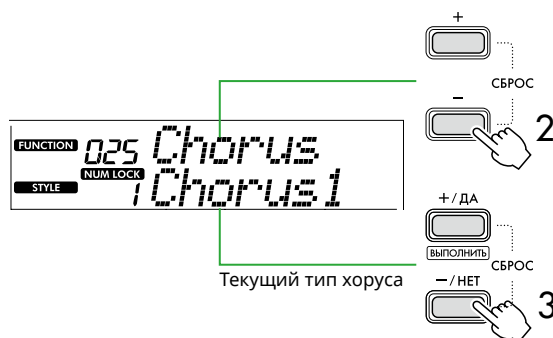 +
СБРОС
−
2
FUNCTION 025 Chorus
NUM LOCK
STYLE 1 Chorus1
+/ДА
ВЫПОЛНИТЬ
СБРОС
Текущий тип хоруса
−/НЕТ
3